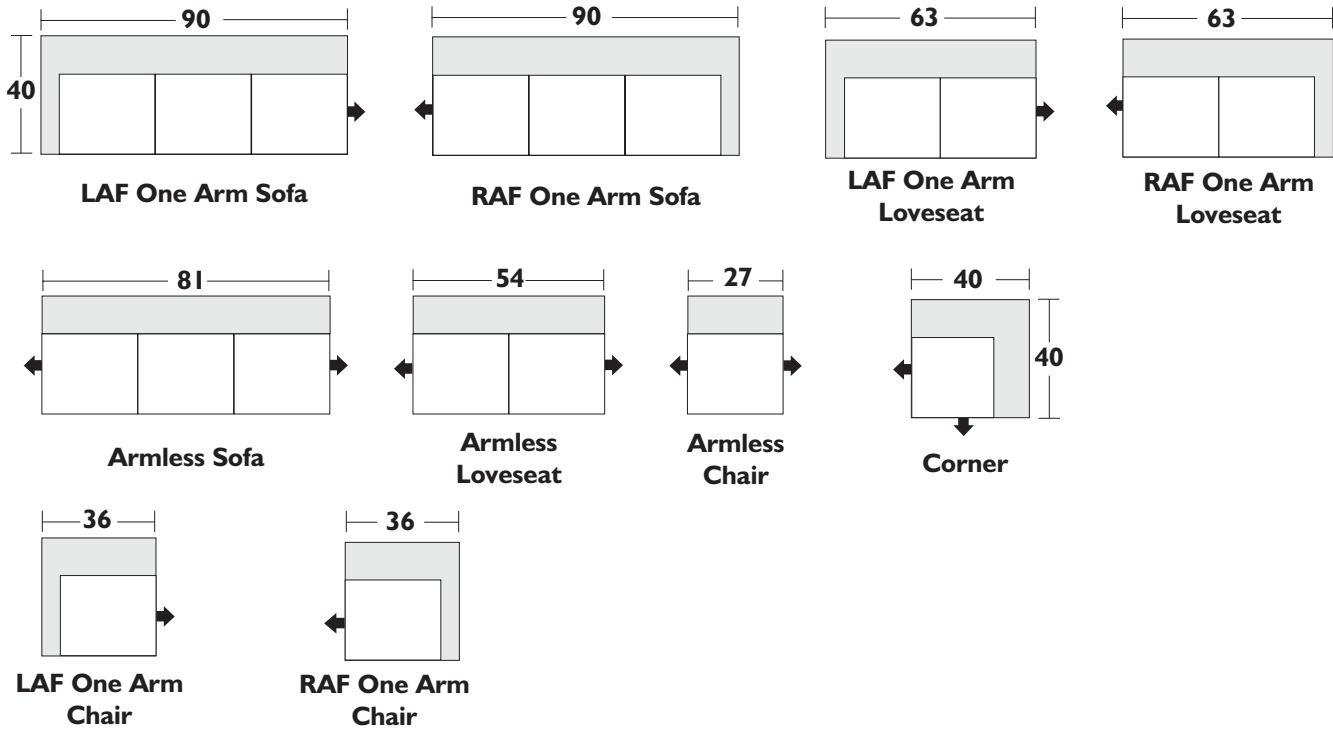 90
90
63
63
40
LAF One Arm Sofa
RAF One Arm Sofa
LAF One Arm
Loveseat
RAF One Arm
Loveseat
81
54
27
40
40
Armless Sofa
Armless
Loveseat
Armless
Chair
Corner
36
36
LAF One Arm
Chair
RAF One Arm
Chair